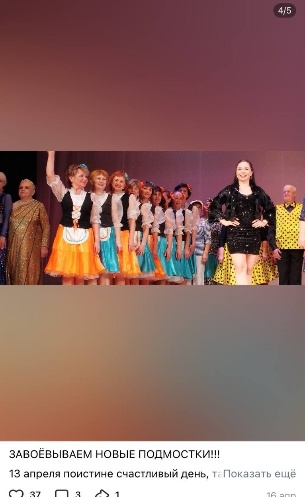 4/5
ЗАВОЁВЫВАЕМ НОВЫЕ ПОДМОСТКИ!!!
13 апреля поистине счастливый день, Показать ещё
37 3 1 16 апр